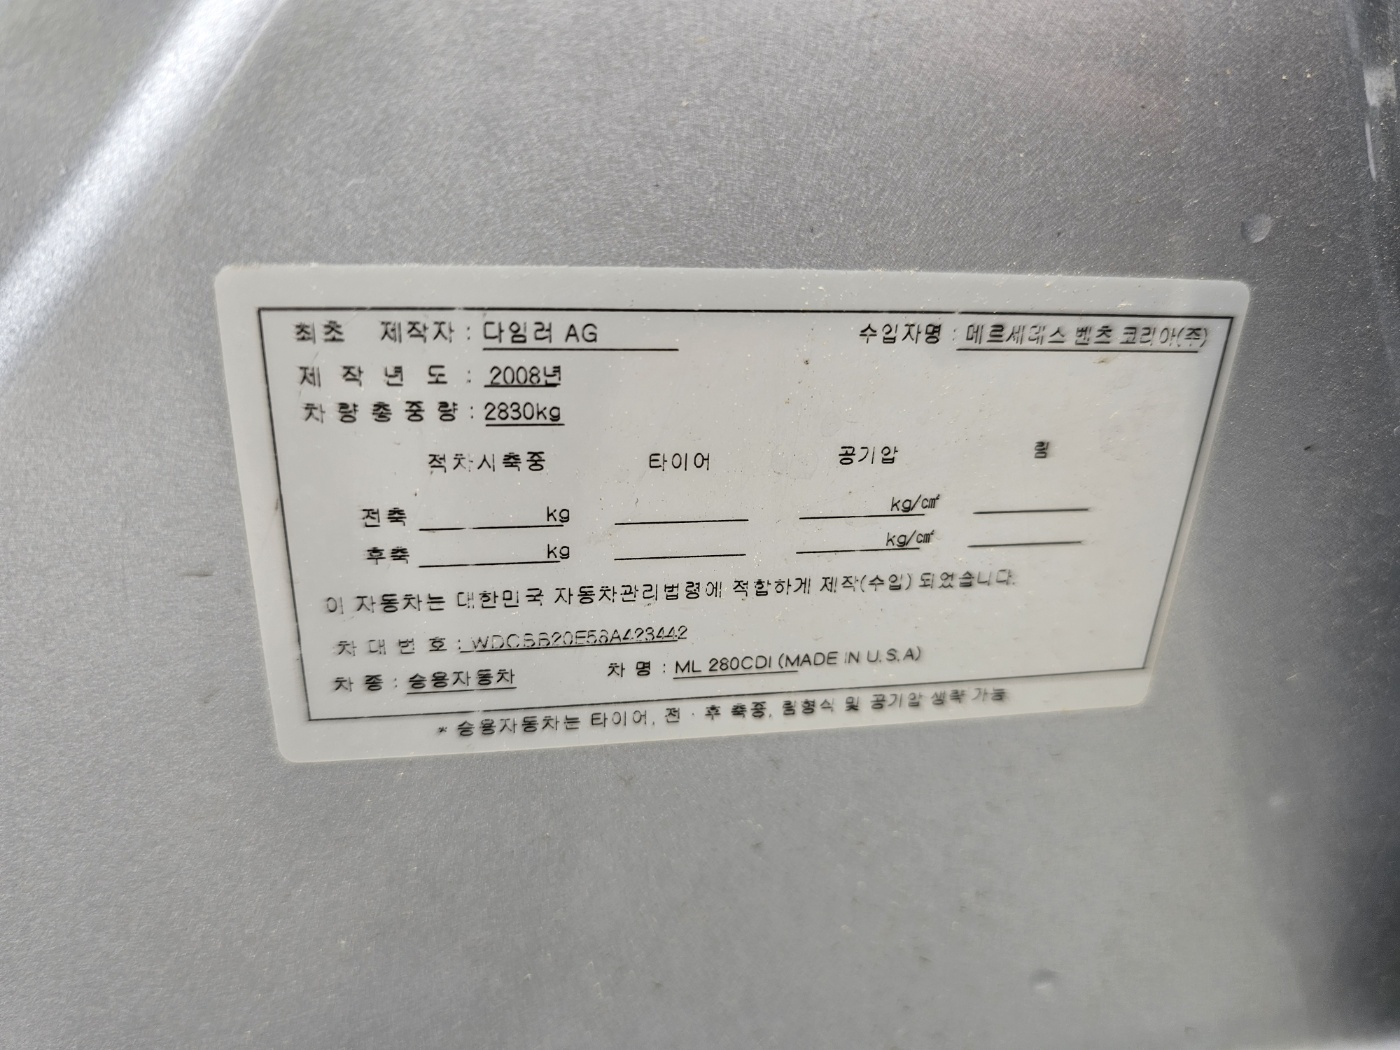 최초 제작자 : 다임러 AG 수입자명 : 메르세데스 벤츠 코리아(주)
제 작 년 도 : 2008년
차 량 총 중 량 : 2830kg
적차시축중 타이어 공기압 림
전축 kg kg/㎠
후축 kg kg/㎠
이 자동차는 대한민국 자동차관리법령에 적합하게 제작(수입) 되었습니다.
차 대 번 호 :
차 종 : 승용자동차 차 명 : ML 280CDI (MADE IN U.S.A)
* 승용자동차는 타이어, 전 · 후 축중, 림형식 및 공기압 생략 가능